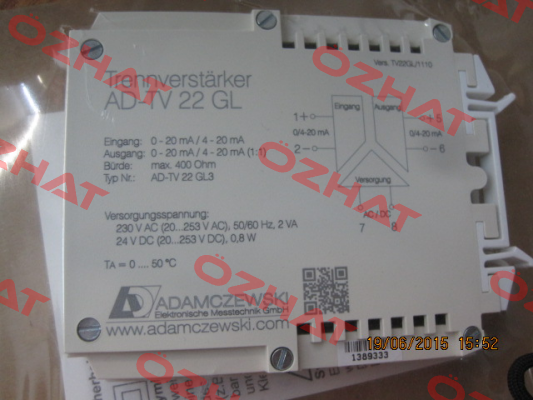 Vers. TV22GL/1110
Trennverstärker
AD-TV 22 GL
Eingang: 0 - 20 mA / 4 - 20 mA
Ausgang: 0 - 20 mA / 4 - 20 mA (1:1)
Bürde: max. 400 Ohm
Typ Nr.: AD-TV 22 GL3
Versorgungsspannung:
230 V AC (20...253 V AC), 50/60 Hz, 2 VA
24 V DC (20...253 V DC), 0,8 W
TA = 0 .... 50 °C
Eingang Ausgang
1 + + 5
0/4-20 mA 0/4-20 mA
2 - - 6
Versorgung
AC / DC
7 8
ADAMCZEWSKI
Elektronische Messtechnik GmbH
www.adamczewski.com
1389333
19/06/2015 15:52
OZHAT
OZHAT
OZHAT
OZHAT
OZHAT
OZHAT